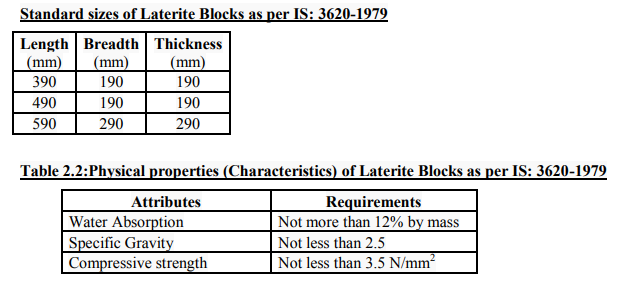 Standard sizes of Laterite Blocks as per IS: 3620-1979
Length Breadth Thickness
(mm) (mm) (mm)
390 190 190
490 190 190
590 290 290
Table 2.2:Physical properties (Characteristics) of Laterite Blocks as per IS: 3620-1979
Attributes Requirements
Water Absorption Not more than 12% by mass
Specific Gravity Not less than 2.5
Compressive strength Not less than 3.5 N/mm²